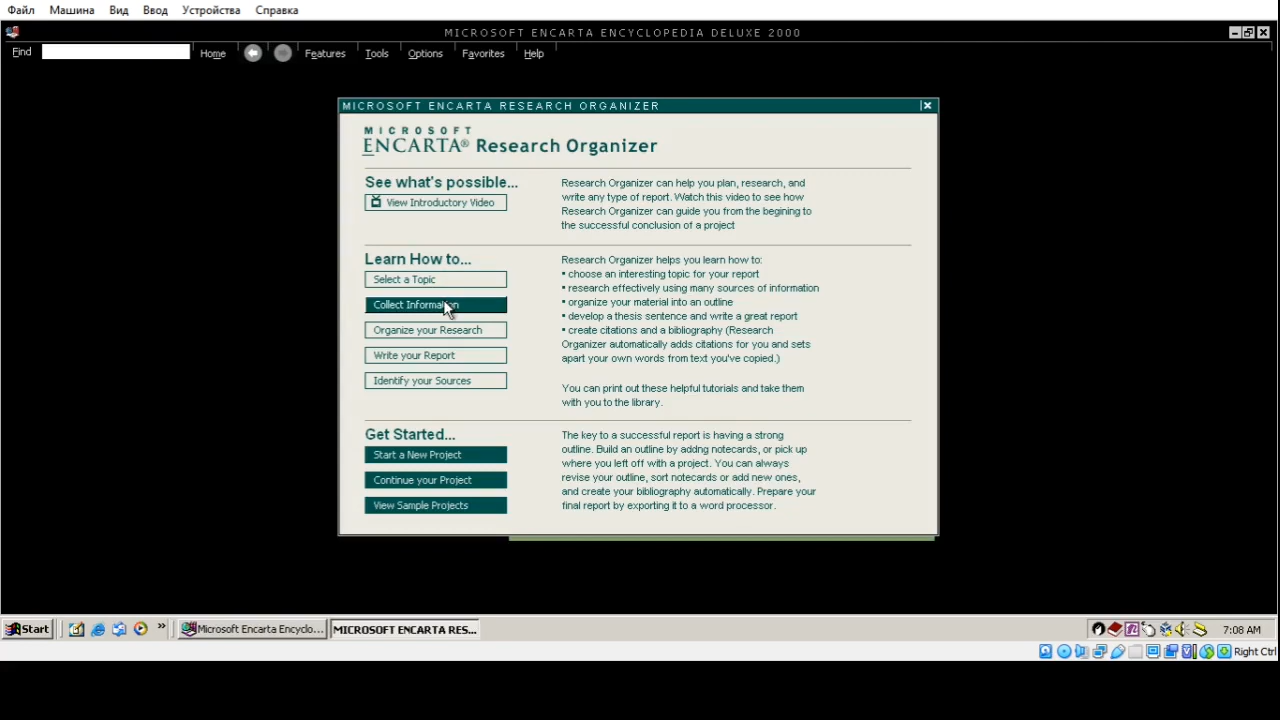 Файл Машина Вид Ввод Устройства Справка
MICROSOFT ENCARTA ENCYCLOPEDIA DELUXE 2000
Find Home Features Tools Options Favorites Help
MICROSOFT ENCARTA RESEARCH ORGANIZER
MICROSOFT
ENCARTA® Research Organizer
See what's possible...
View Introductory Video
Research Organizer can help you plan, research, and
write any type of report. Watch this video to see how
Research Organizer can guide you from the begining to
the successful conclusion of a project
Learn How to...
Select a Topic
Collect Information
Organize your Research
Write your Report
Identify your Sources
Research Organizer helps you learn how to:
• choose an interesting topic for your report
• research effectively using many sources of information
• organize your material into an outline
• develop a thesis sentence and write a great report
• create citations and a bibliography (Research
Organizer automatically adds citations for you and sets
apart your own words from text you've copied.)
You can print out these helpful tutorials and take them
with you to the library.
Get Started...
Start a New Project
Continue your Project
View Sample Projects
The key to a successful report is having a strong
outline. Build an outline by addng notecards, or pick up
where you left off with a project. You can always
revise your outline, sort notecards or add new ones,
and create your bibliography automatically. Prepare your
final report by exporting it to a word processor.
Start » Microsoft Encarta Encyclo... MICROSOFT ENCARTA RES... 7:08 AM
Right Ctrl